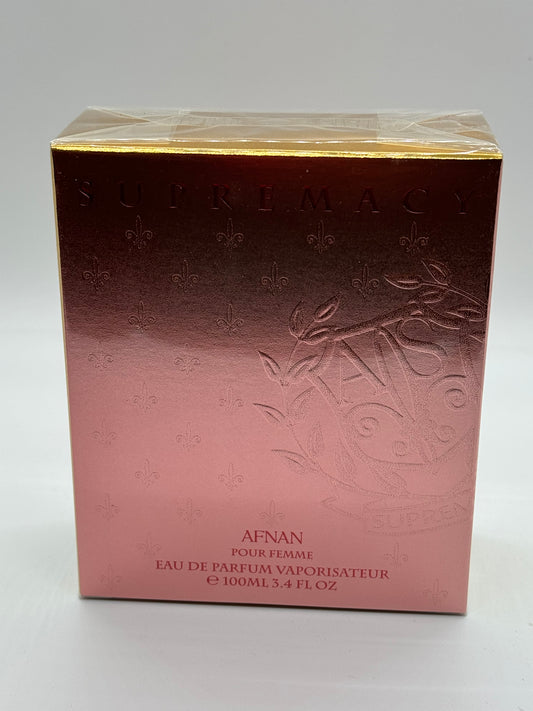 SUPREMACY
AFNAN
POUR FEMME
EAU DE PARFUM VAPORISATEUR
℮ 100ML 3.4 FL OZ